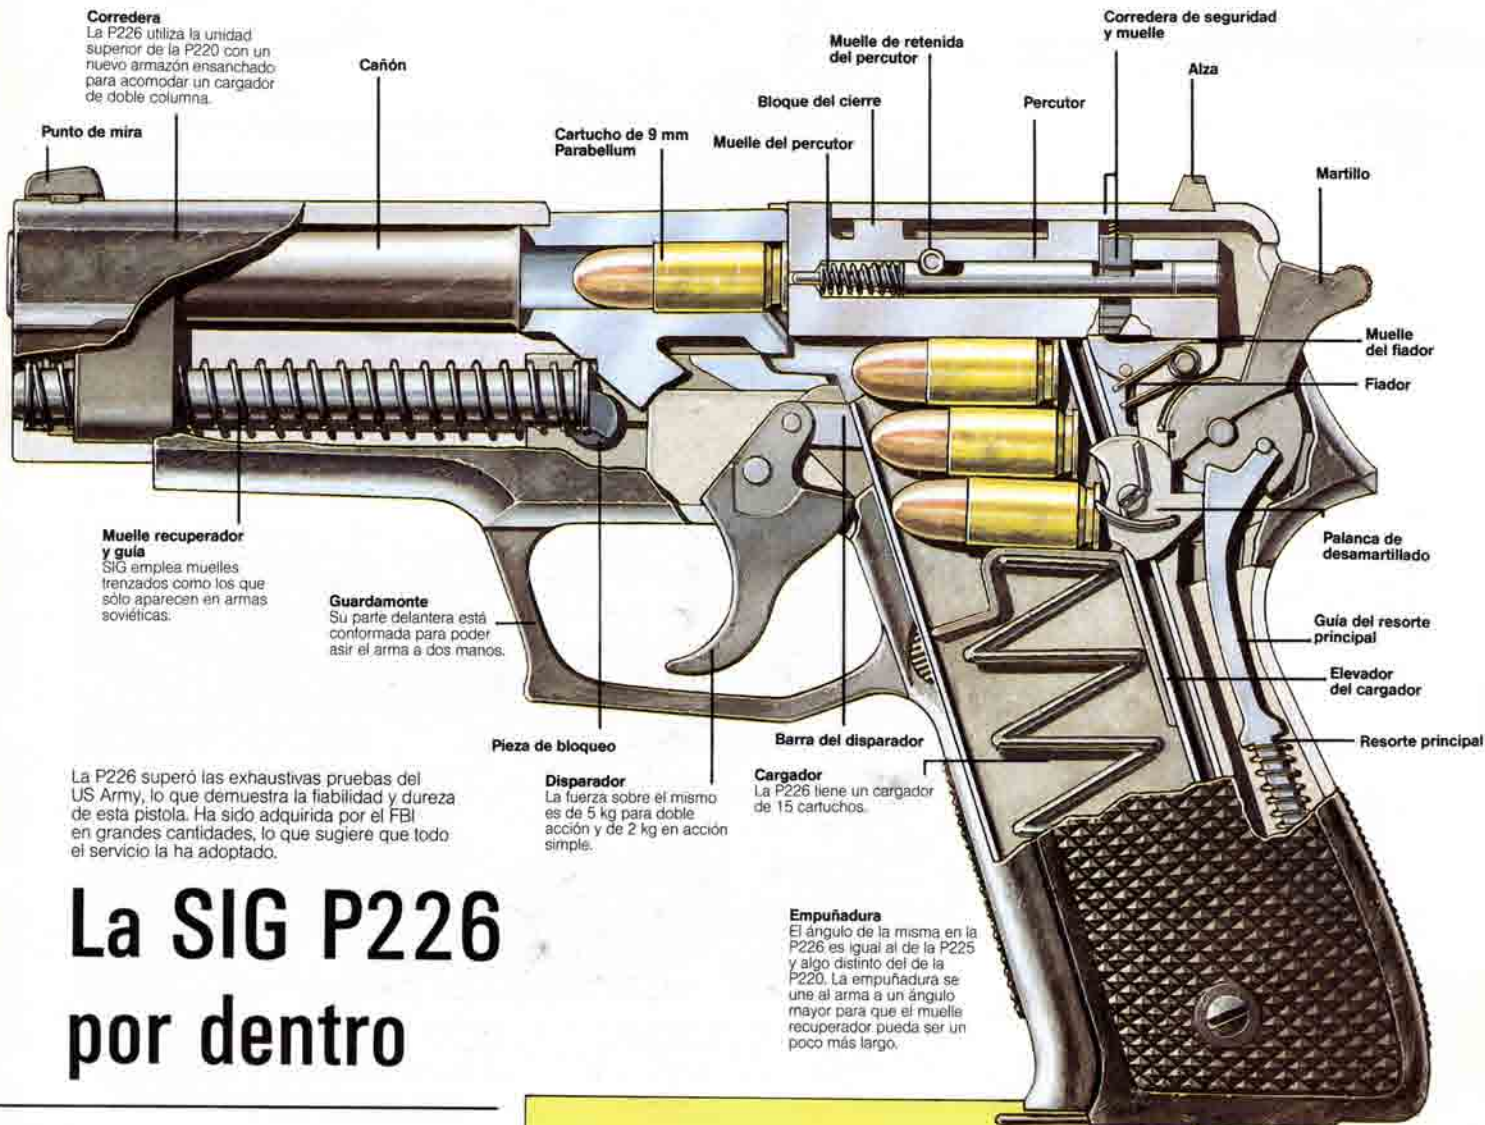 Corredera
La P226 utiliza la unidad
superior de la P220 con un
nuevo armazón ensanchado
para acomodar un cargador
de doble columna.
Punto de mira
Cañón
Cartucho de 9 mm
Parabellum
Muelle del percutor
Bloque del cierre
Muelle de retenida
del percutor
Percutor
Corredera de seguridad
y muelle
Alza
Martillo
Muelle
del fiador
Fiador
Palanca de
desamartillado
Guía del resorte
principal
Elevador
del cargador
Resorte principal
Muelle recuperador
y guía
SIG emplea muelles
trenzados como los que
sólo aparecen en armas
soviéticas.
Guardamonte
Su parte delantera está
conformada para poder
asir el arma a dos manos.
Pieza de bloqueo
Disparador
La fuerza sobre el mismo
es de 5 kg para doble
acción y de 2 kg en acción
simple.
Barra del disparador
Cargador
La P226 tiene un cargador
de 15 cartuchos.
La P226 superó las exhaustivas pruebas del
US Army, lo que demuestra la fiabilidad y dureza
de esta pistola. Ha sido adquirida por el FBI
en grandes cantidades, lo que sugiere que todo
el servicio la ha adoptado.
La SIG P226
por dentro
Empuñadura
El ángulo de la misma en la
P226 es igual al de la P225
y algo distinto del de la
P220. La empuñadura se
une al arma a un ángulo
mayor para que el muelle
recuperador pueda ser un
poco más largo.